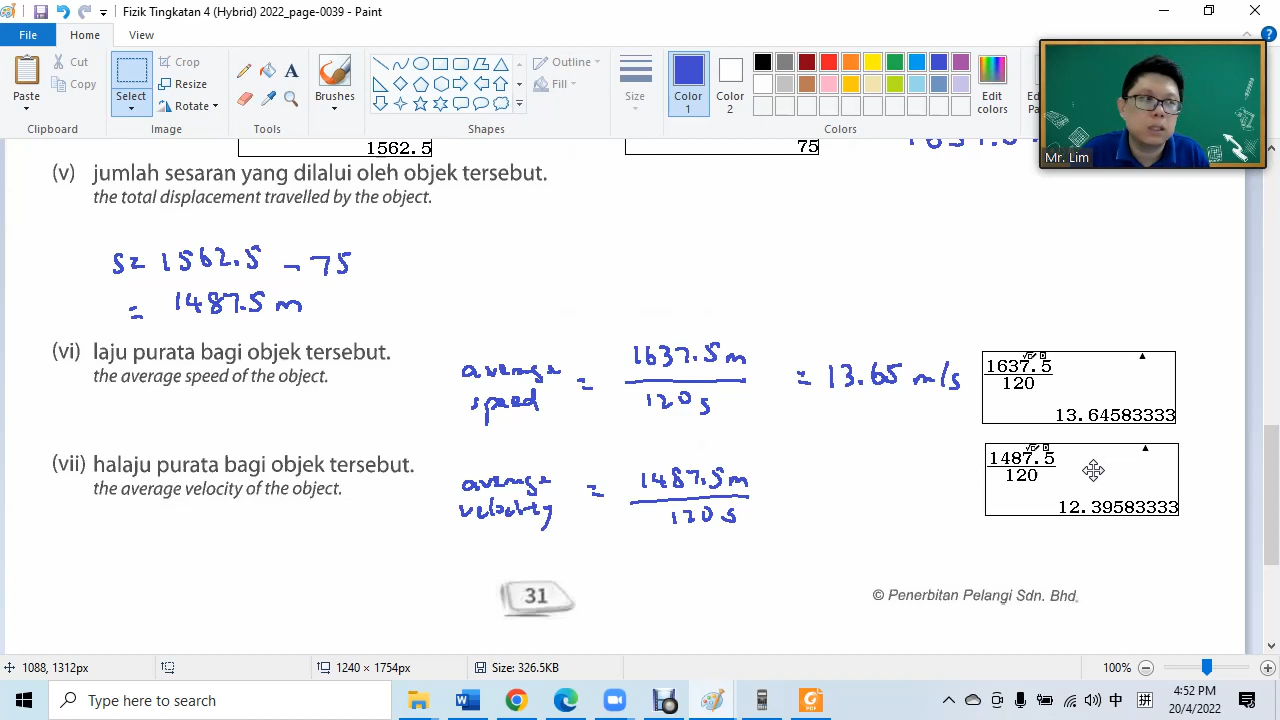 Fizik Tingkatan 4 (Hybrid) 2022_page-0039 - Paint
File
Home
View
Paste
Cut
Copy
Clipboard
Select
Crop
Resize
Rotate
Image
A
Tools
Brushes
Shapes
Outline
Fill
Size
Color 1
Color 2
Colors
Edit colors
Mr. Lim
1562.5
75
(v) jumlah sesaran yang dilalui oleh objek tersebut.
the total displacement travelled by the object.
s = 1562.5 - 75
= 1487.5 m
(vi) laju purata bagi objek tersebut.
the average speed of the object.
average speed = 1637.5 m / 120 s = 13.65 m/s
1637.5
120
13.64583333
(vii) halaju purata bagi objek tersebut.
the average velocity of the object.
average velocity = 1487.5 m / 120 s
1487.5
120
12.39583333
31
© Penerbitan Pelangi Sdn. Bhd.
1088, 1312px
1240 × 1754px
Size: 326.5KB
100%
Type here to search
中
拼
4:52 PM
20/4/2022